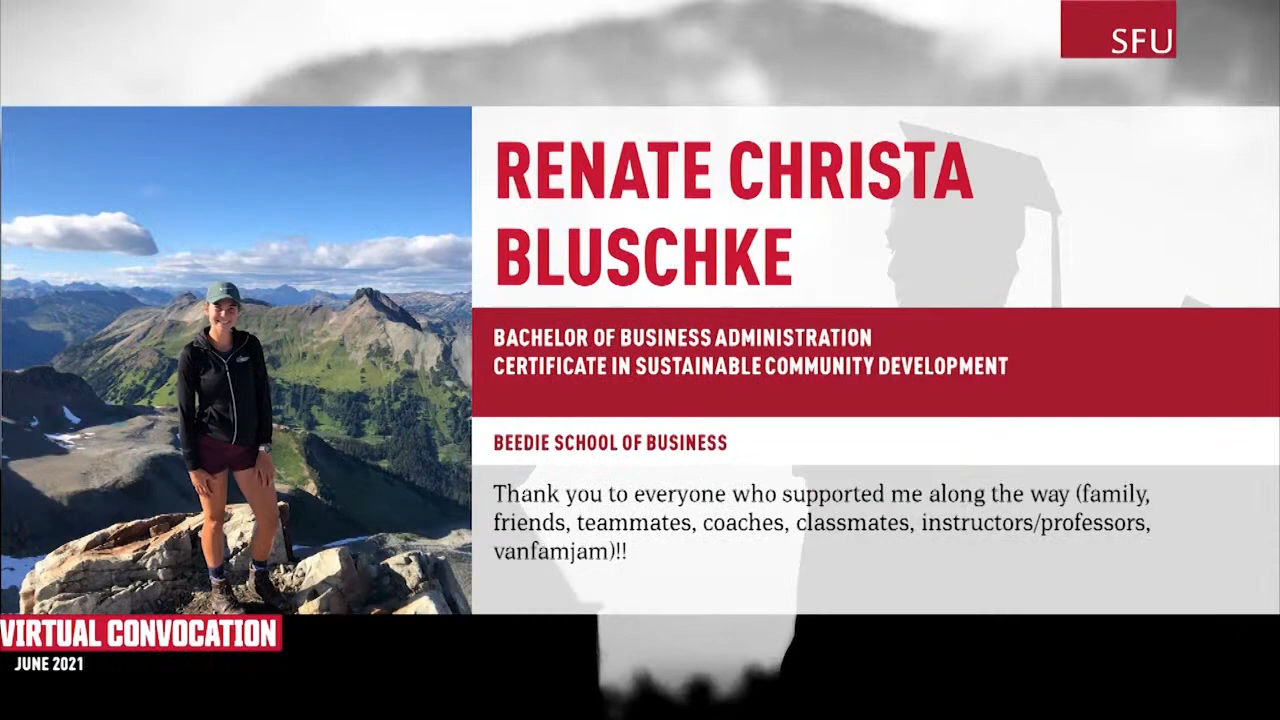 SFU
RENATE CHRISTA
BLUSCHKE
BACHELOR OF BUSINESS ADMINISTRATION
CERTIFICATE IN SUSTAINABLE COMMUNITY DEVELOPMENT
BEEDIE SCHOOL OF BUSINESS
Thank you to everyone who supported me along the way (family,
friends, teammates, coaches, classmates, instructors/professors,
vanfamjam)!!
VIRTUAL CONVOCATION
JUNE 2021